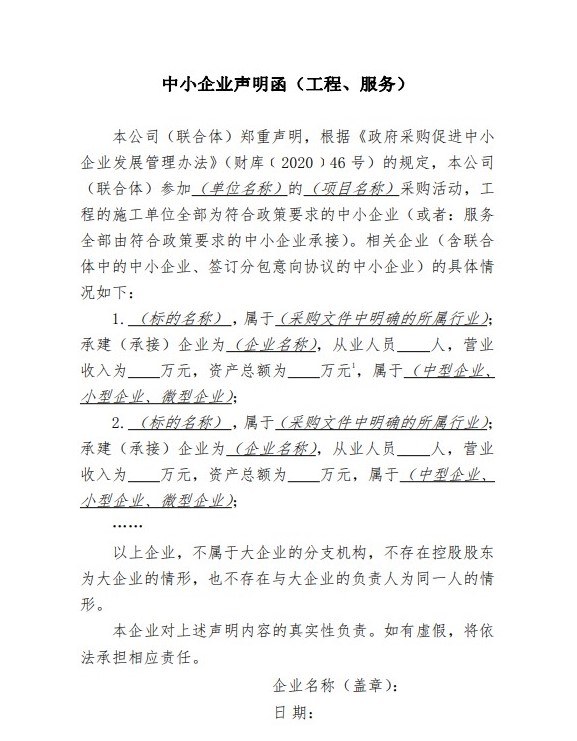 中小企业声明函（工程、服务）
本公司（联合体）郑重声明，根据《政府采购促进中小
企业发展管理办法》（财库﹝2020﹞46 号）的规定，本公司
（联合体）参加（单位名称）的（项目名称）采购活动，工
程的施工单位全部为符合政策要求的中小企业（或者：服务
全部由符合政策要求的中小企业承接）。相关企业（含联合
体中的中小企业、签订分包意向协议的中小企业）的具体情
况如下：
1. （标的名称），属于（采购文件中明确的所属行业）；
承建（承接）企业为（企业名称），从业人员____人，营业
收入为____万元，资产总额为____万元¹，属于（中型企业、
小型企业、微型企业）；
2. （标的名称），属于（采购文件中明确的所属行业）；
承建（承接）企业为（企业名称），从业人员____人，营业
收入为____万元，资产总额为____万元，属于（中型企业、
小型企业、微型企业）；
……
以上企业，不属于大企业的分支机构，不存在控股股东
为大企业的情形，也不存在与大企业的负责人为同一人的情
形。
本企业对上述声明内容的真实性负责。如有虚假，将依
法承担相应责任。
企业名称（盖章）：
日 期：